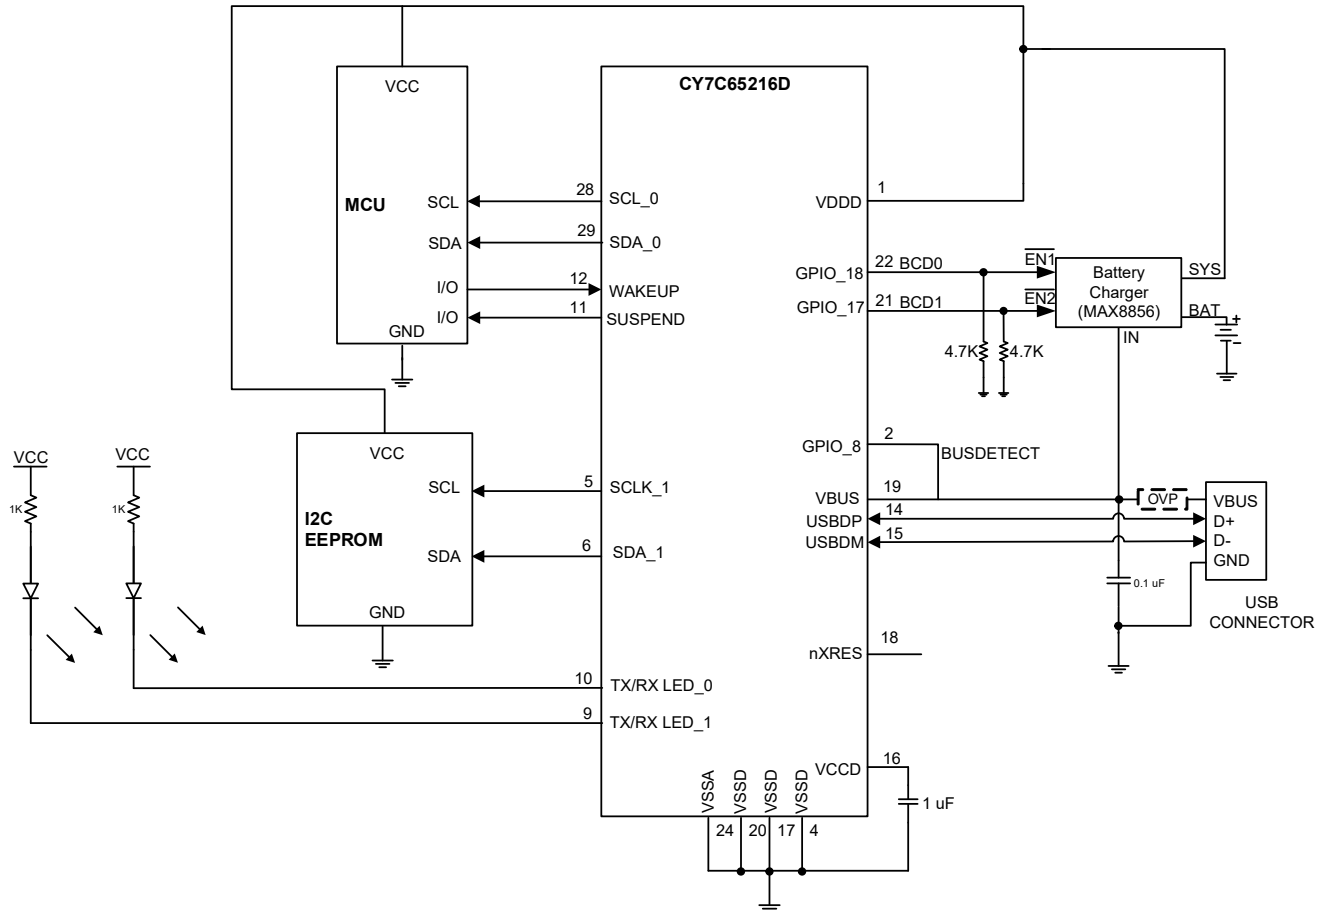 CY7C65216D
VCC
MCU
SCL
SDA
I/O
I/O
GND
28
SCL_0
29
SDA_0
12
WAKEUP
11
SUSPEND
1
VDDD
GPIO_18
22 BCD0
GPIO_17
21 BCD1
EN1
EN2
Battery
Charger
(MAX8856)
SYS
BAT
+
-
IN
4.7K
4.7K
GPIO_8
2
BUSDETECT
VBUS
19
USBDP
14
USBDM
15
OVP
VBUS
D+
D-
GND
0.1 uF
USB
CONNECTOR
VCC
VCC
1K
1K
VCC
SCL
I2C
EEPROM
SDA
GND
5
SCLK_1
6
SDA_1
nXRES
18
10
TX/RX LED_0
9
TX/RX LED_1
VCCD
16
1 uF
VSSA
VSSD
VSSD
VSSD
24
20
17
4